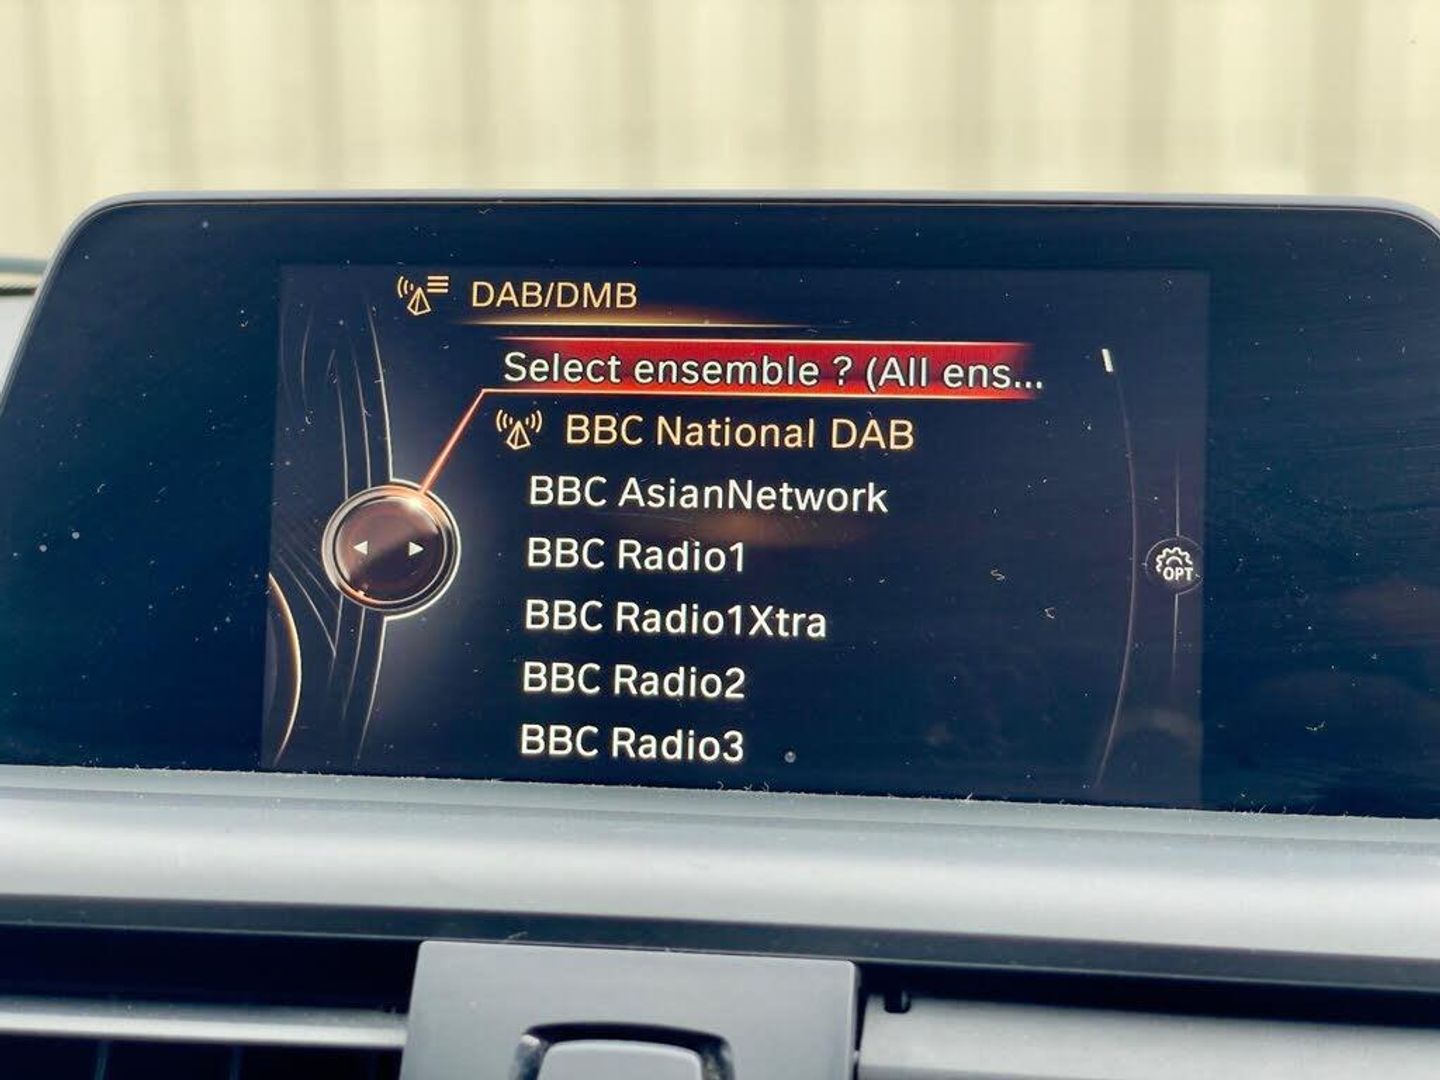 DAB/DMB
Select ensemble ? (All ens...
BBC National DAB
BBC AsianNetwork
BBC Radio1
BBC Radio1Xtra
BBC Radio2
BBC Radio3
OPT